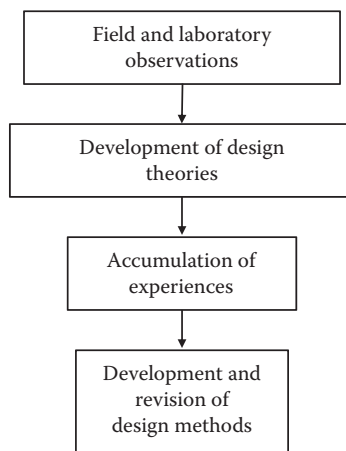 Field and laboratory
observations
Development of design
theories
Accumulation of
experiences
Development and
revision of
design methods